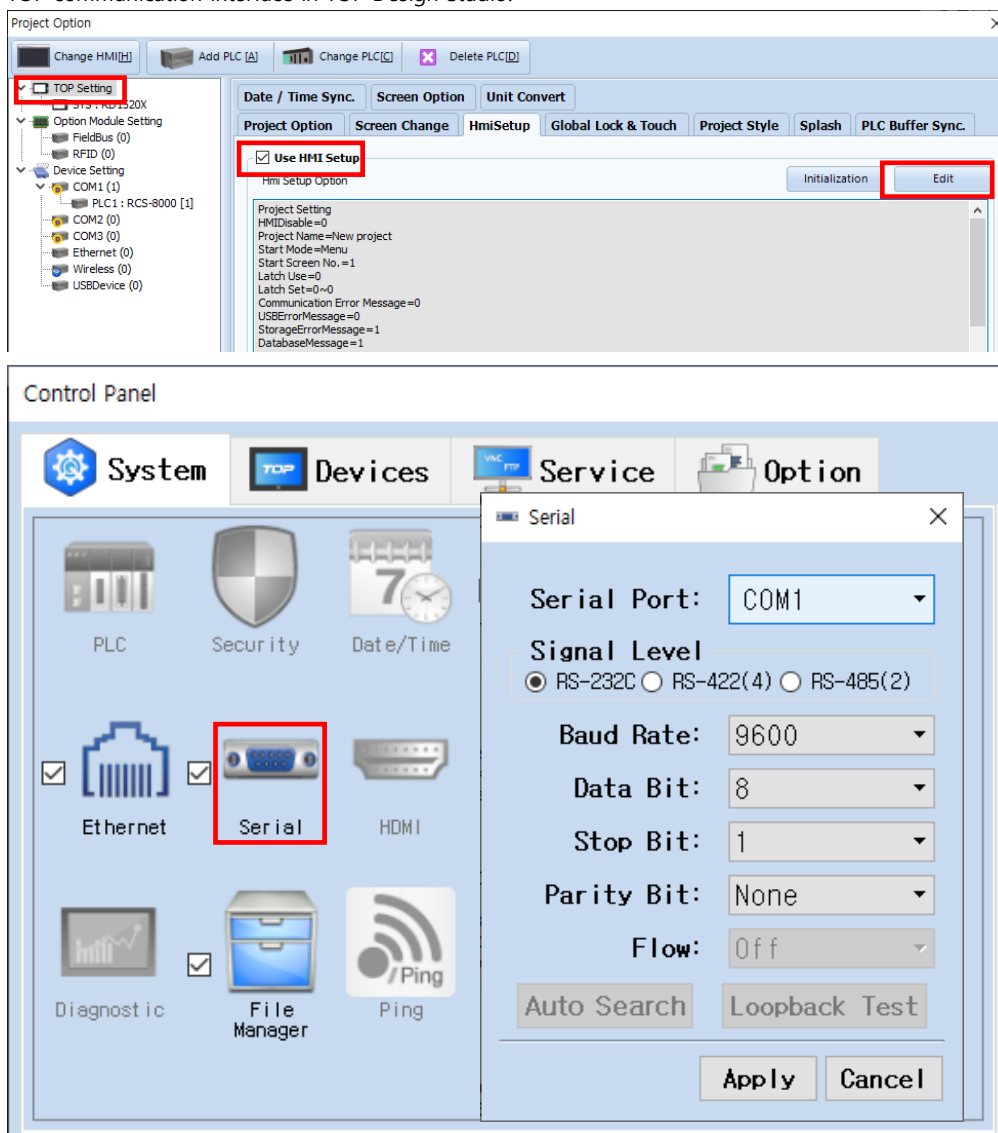 TOP communication interface in TOP Design Studio.
Project Option
Change HMI[H] Add PLC [A] Change PLC[C] Delete PLC[D]
TOP Setting
SYS : RD1520X
Option Module Setting
FieldBus (0)
RFID (0)
Device Setting
COM1 (1)
PLC1 : RCS-8000 [1]
COM2 (0)
COM3 (0)
Ethernet (0)
Wireless (0)
USBDevice (0)
Date / Time Sync. Screen Option Unit Convert
Project Option Screen Change HmiSetup Global Lock & Touch Project Style Splash PLC Buffer Sync.
Use HMI Setup
Hmi Setup Option
Initialization Edit
Project Setting
HMIDisable=0
Project Name=New project
Start Mode=Menu
Start Screen No.=1
Latch Use=0
Latch Set=0~0
Communication Error Message=0
USBErrorMessage=0
StorageErrorMessage=1
DatabaseMessage=1
Control Panel
System
TOP Devices
VNC FTP Service
Option
7
PLC Security Date/Time
Ethernet Serial HDMI
/Ping
Diagnostic File Manager Ping
Serial
Serial Port: COM1
Signal Level
RS-232C RS-422(4) RS-485(2)
Baud Rate: 9600
Data Bit: 8
Stop Bit: 1
Parity Bit: None
Flow: Off
Auto Search Loopback Test
Apply Cancel